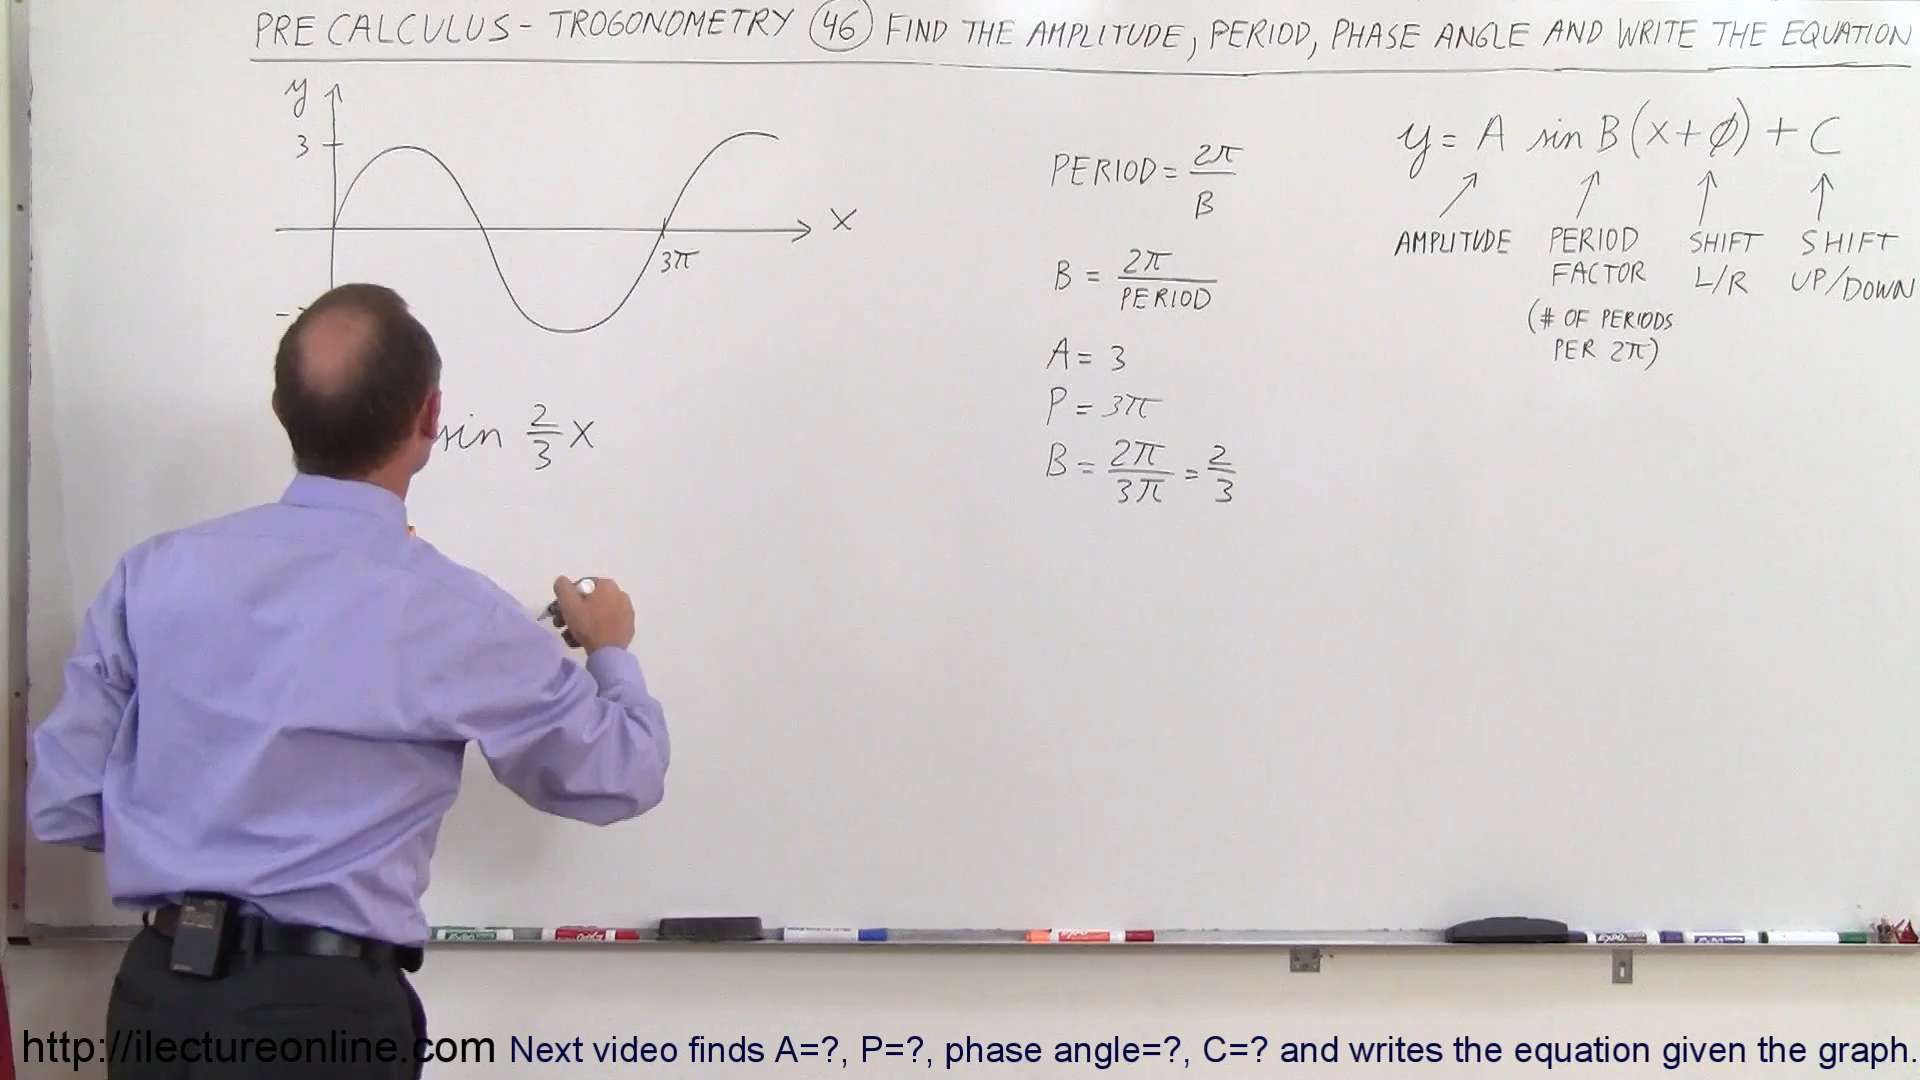 PRE CALCULUS - TROGONOMETRY 46 FIND THE AMPLITUDE, PERIOD, PHASE ANGLE AND WRITE THE EQUATION
y
3
X
3π
sin 2/3 X
PERIOD = 2π/B
B = 2π/PERIOD
A = 3
P = 3π
B = 2π/3π = 2/3
y = A sin B(X+φ) + C
AMPLITUDE
PERIOD FACTOR
(# OF PERIODS
PER 2π)
SHIFT L/R
SHIFT UP/DOWN
EXPO
http://ilectureonline.com Next video finds A=?, P=?, phase angle=?, C=? and writes the equation given the graph.